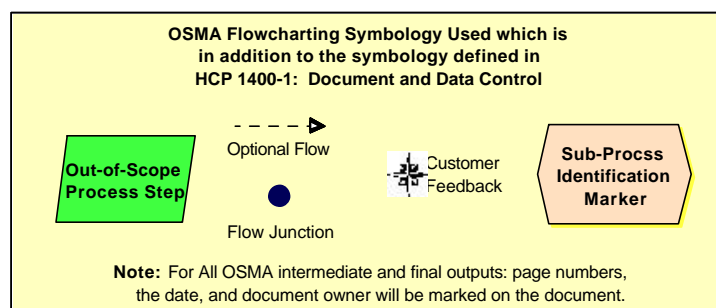 OSMA Flowcharting Symbology Used which is
in addition to the symbology defined in
HCP 1400-1: Document and Data Control
Out-of-Scope
Process Step
Optional Flow
Flow Junction
Customer
Feedback
Sub-Procss
Identification
Marker
Note: For All OSMA intermediate and final outputs: page numbers,
the date, and document owner will be marked on the document.